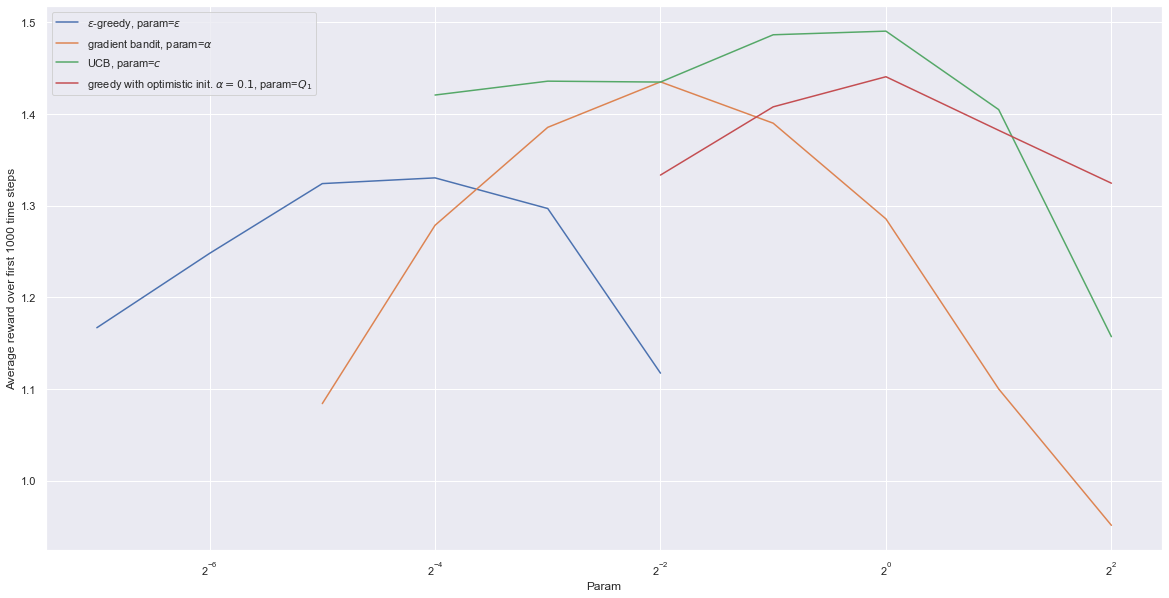 ε-greedy, param=ε
gradient bandit, param=α
UCB, param=c
greedy with optimistic init. α = 0.1, param=Q₁
1.5
1.4
1.3
1.2
1.1
1.0
Average reward over first 1000 time steps
2⁻⁶ 2⁻⁴ 2⁻² 2⁰ 2²
Param